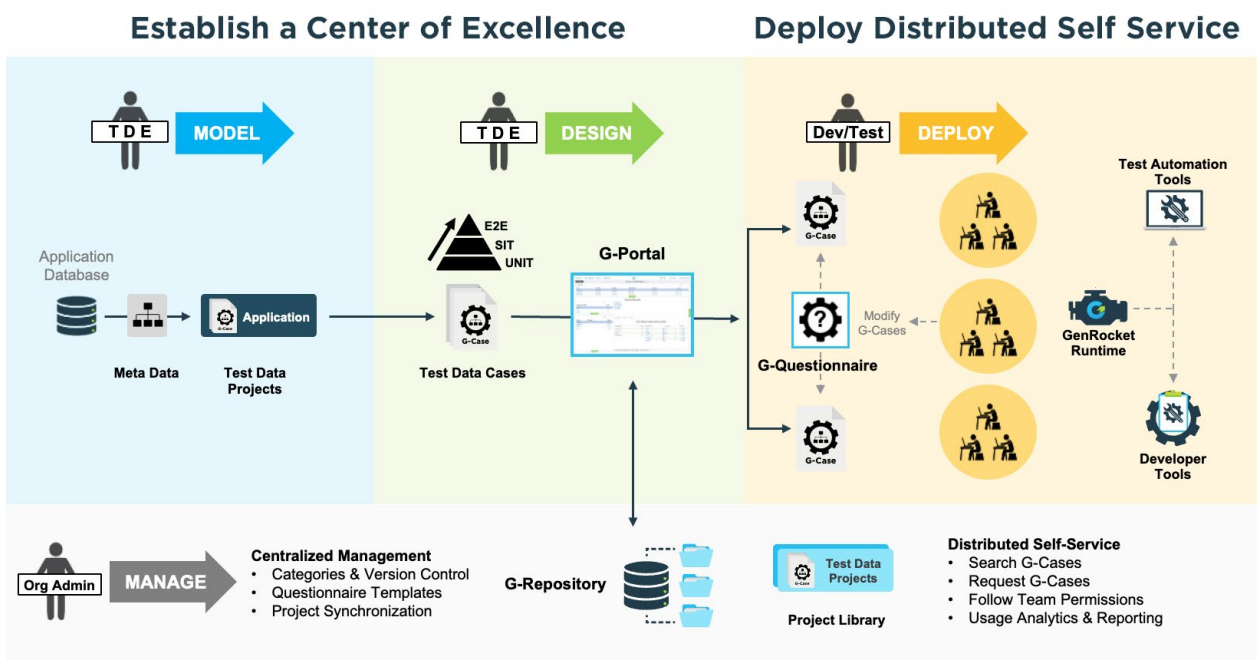 Establish a Center of Excellence
Deploy Distributed Self Service
TDE
MODEL
TDE
DESIGN
Dev/Test
DEPLOY
Application
Database
G-Case
Application
Meta Data
Test Data
Projects
E2E
SIT
UNIT
G-Case
Test Data Cases
G-Portal
G-Case
?
G-Questionnaire
G-Case
Modify
G-Cases
Test Automation
Tools
GenRocket
Runtime
Developer
Tools
Org Admin
MANAGE
Centralized Management
• Categories & Version Control
• Questionnaire Templates
• Project Synchronization
G-Repository
G-Case
Test Data
Projects
Project Library
Distributed Self-Service
• Search G-Cases
• Request G-Cases
• Follow Team Permissions
• Usage Analytics & Reporting